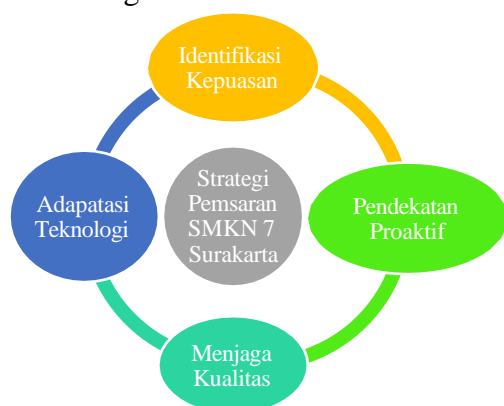 Identifikasi
Kepuasan
Pendekatan
Proaktif
Menjaga
Kualitas
Adapatasi
Teknologi
Strategi
Pemsaran
SMKN 7
Surakarta